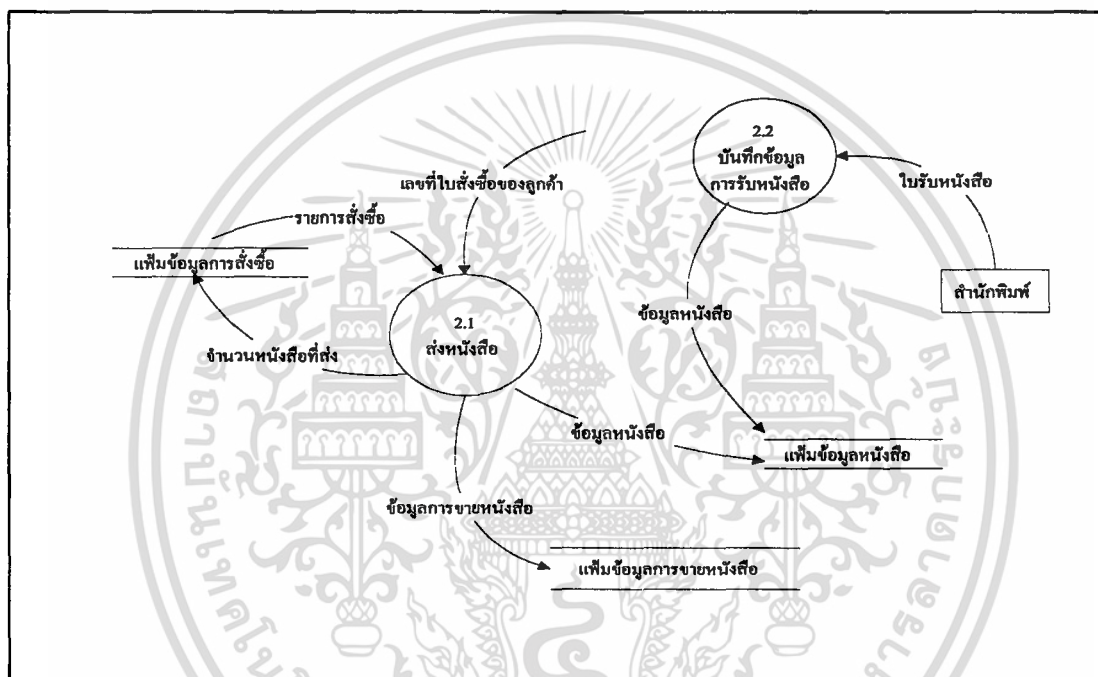 2.2
บันทึกข้อมูล
การรับหนังสือ
เลขที่ใบสั่งซื้อของลูกค้า
ใบรับหนังสือ
รายการสั่งซื้อ
แฟ้มข้อมูลการสั่งซื้อ
สำนักพิมพ์
2.1
ส่งหนังสือ
ข้อมูลหนังสือ
จำนวนหนังสือที่ส่ง
ข้อมูลหนังสือ
แฟ้มข้อมูลหนังสือ
ข้อมูลการขายหนังสือ
แฟ้มข้อมูลการขายหนังสือ